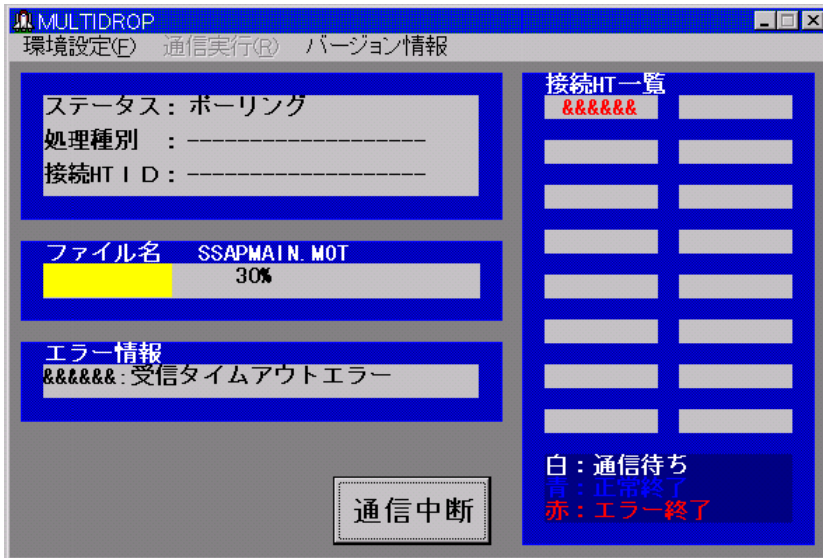 MULTIDROP
環境設定(F) 通信実行(R) バージョン情報
ステータス：ポーリング
処理種別 ：--------------------
接続HTＩＤ：--------------------
ファイル名 SSAPMAIN.MOT
30%
エラー情報
&&&&&&:受信タイムアウトエラー
通信中断
接続HT一覧
&&&&&&
白：通信待ち
青：正常終了
赤：エラー終了